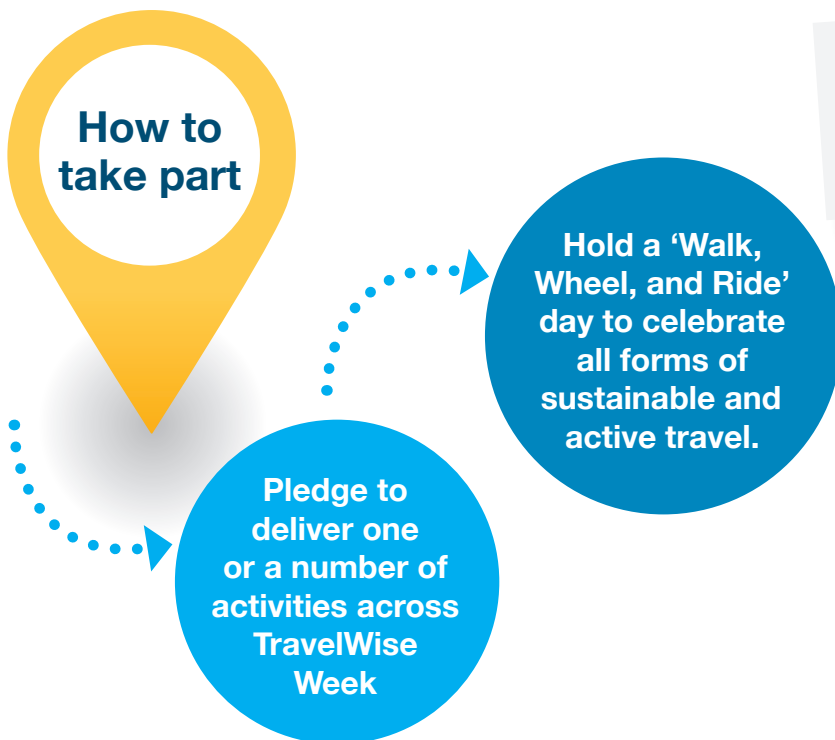 How to
take part
Pledge to
deliver one
or a number of
activities across
TravelWise
Week
Hold a ‘Walk,
Wheel, and Ride’
day to celebrate
all forms of
sustainable and
active travel.